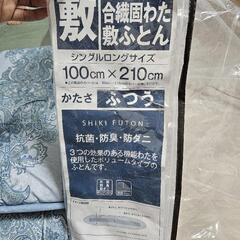 敷
合繊固わた
敷ふとん
シングルロングサイズ
100cm×210cm
かたさ ふつう
SHIKI FUTON
抗菌・防臭・防ダニ
3つの効果のある機能わたを
使用したボリュームタイプの
ふとんです。